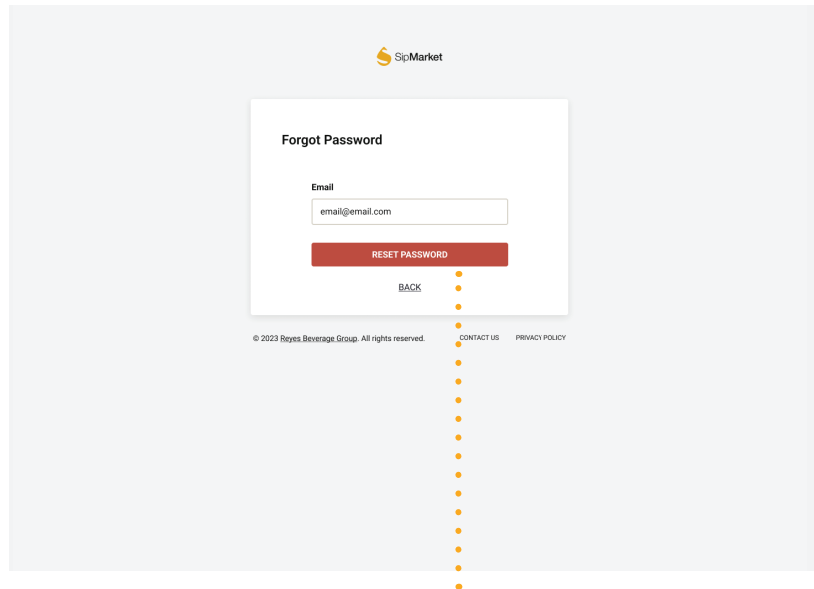 SipMarket
Forgot Password
Email
email@email.com
RESET PASSWORD
BACK
© 2023 Reyes Beverage Group. All rights reserved. CONTACT US PRIVACY POLICY